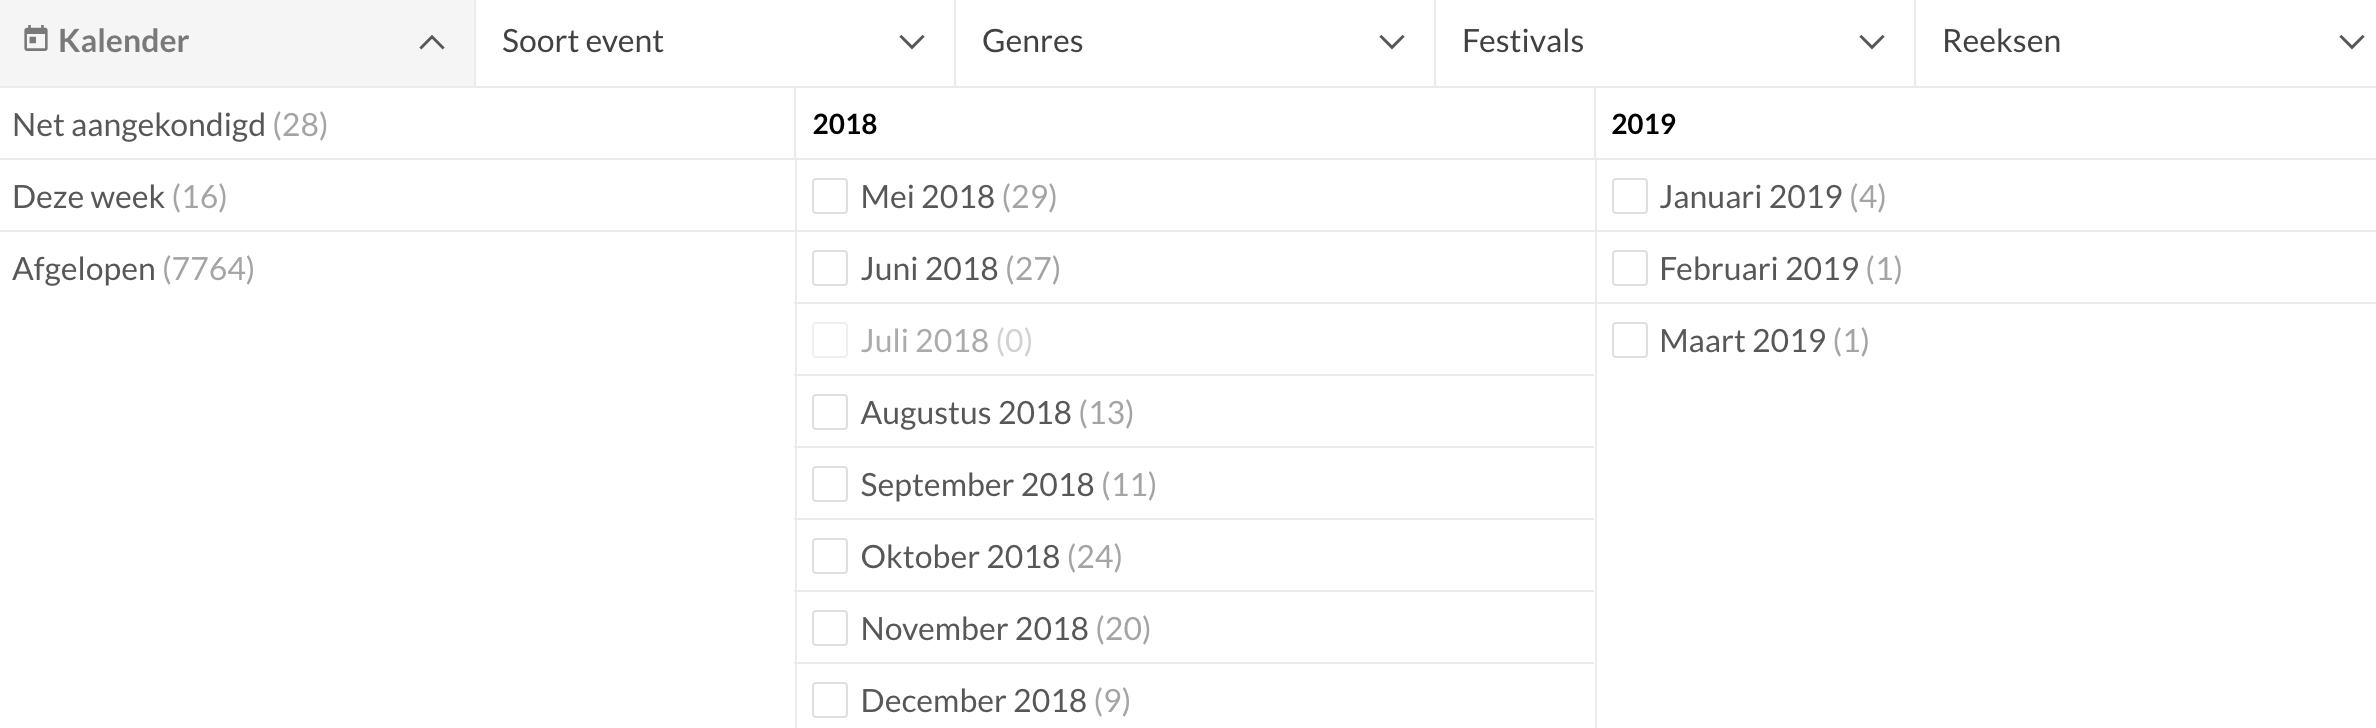 Kalender
Soort event
Genres
Festivals
Reeksen
Net aangekondigd (28)
Deze week (16)
Afgelopen (7764)
2018
Mei 2018 (29)
Juni 2018 (27)
Juli 2018 (0)
Augustus 2018 (13)
September 2018 (11)
Oktober 2018 (24)
November 2018 (20)
December 2018 (9)
2019
Januari 2019 (4)
Februari 2019 (1)
Maart 2019 (1)